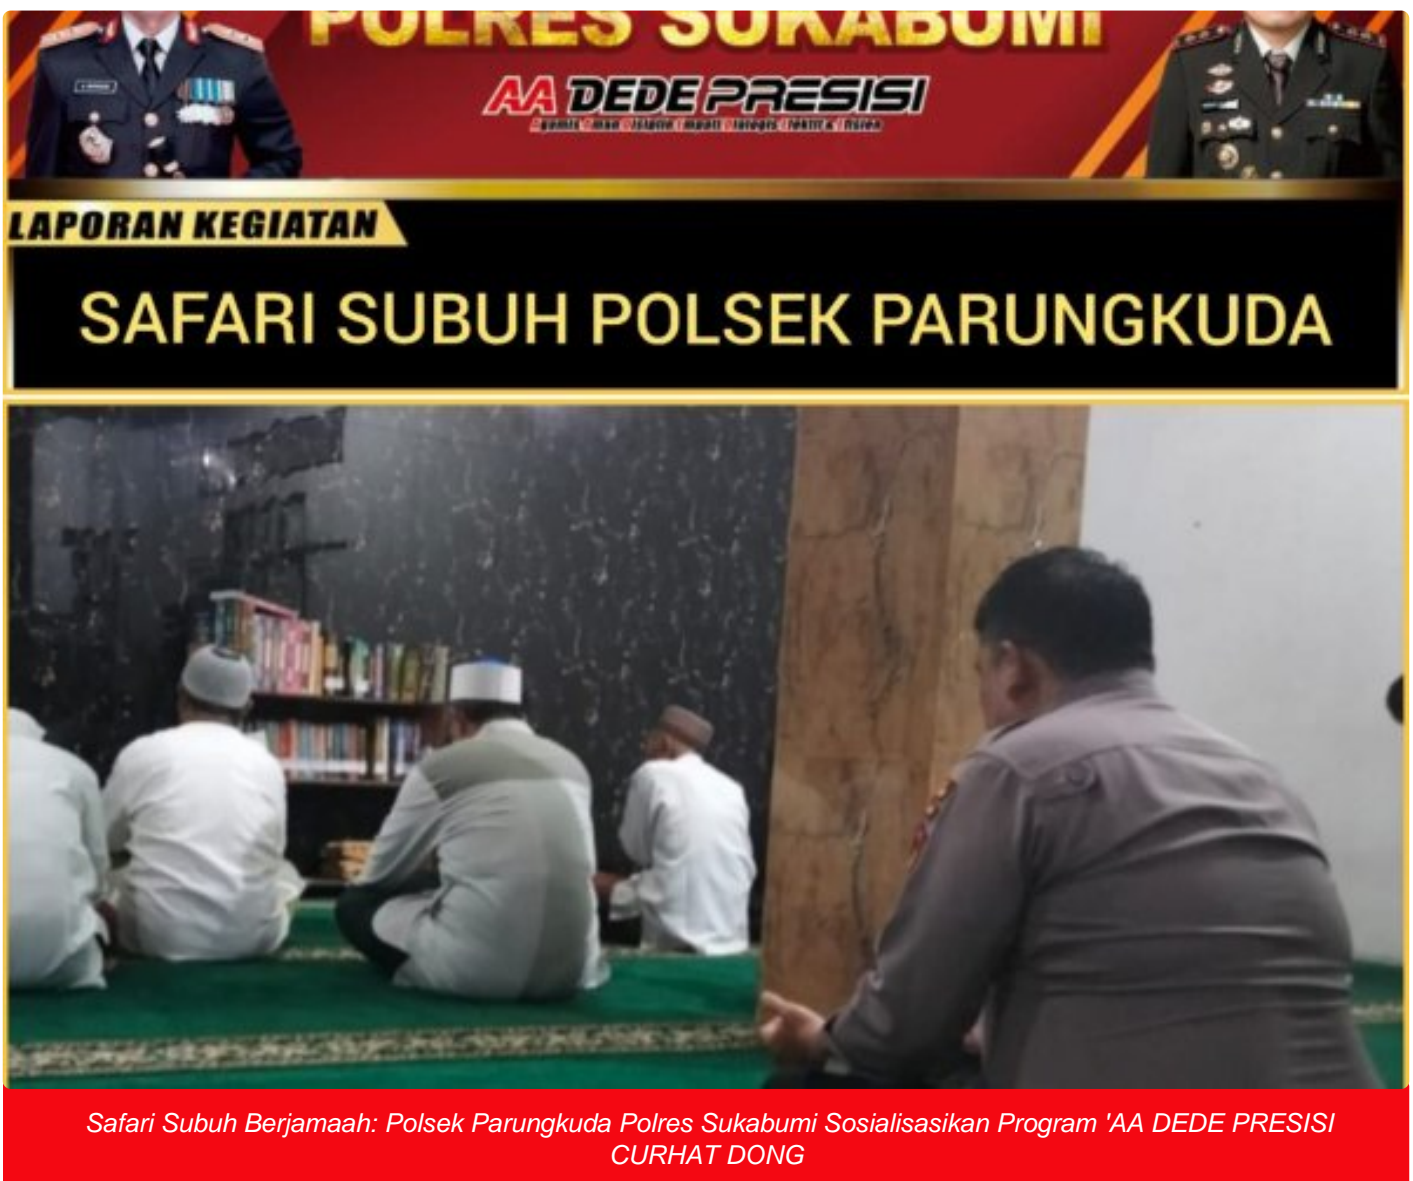 POLRES SUKABUMI
AA DEDE PRESISI
LAPORAN KEGIATAN
SAFARI SUBUH POLSEK PARUNGKUDA
Safari Subuh Berjamaah: Polsek Parungkuda Polres Sukabumi Sosialisasikan Program 'AA DEDE PRESISI
CURHAT DONG